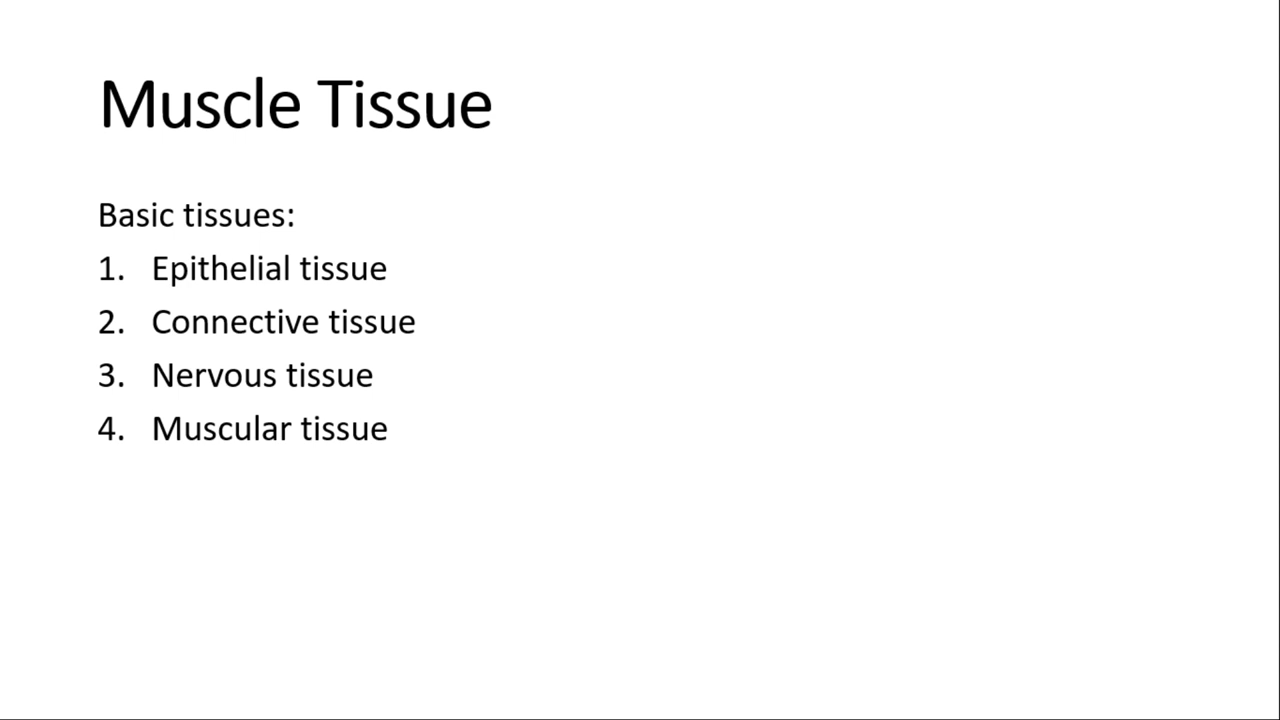 Muscle Tissue
Basic tissues:
1. Epithelial tissue
2. Connective tissue
3. Nervous tissue
4. Muscular tissue